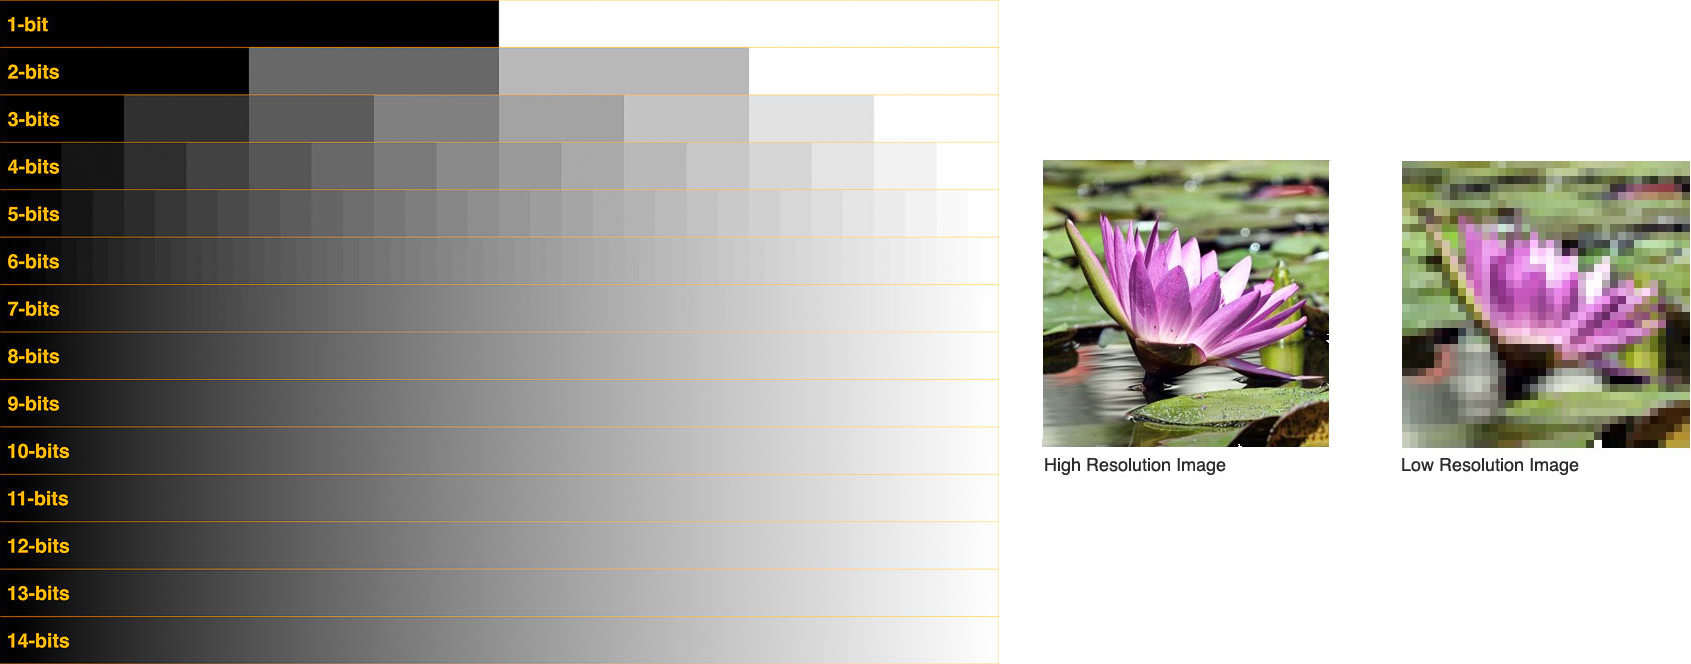 1-bit
2-bits
3-bits
4-bits
5-bits
6-bits
7-bits
8-bits
9-bits
10-bits
11-bits
12-bits
13-bits
14-bits
High Resolution Image
Low Resolution Image